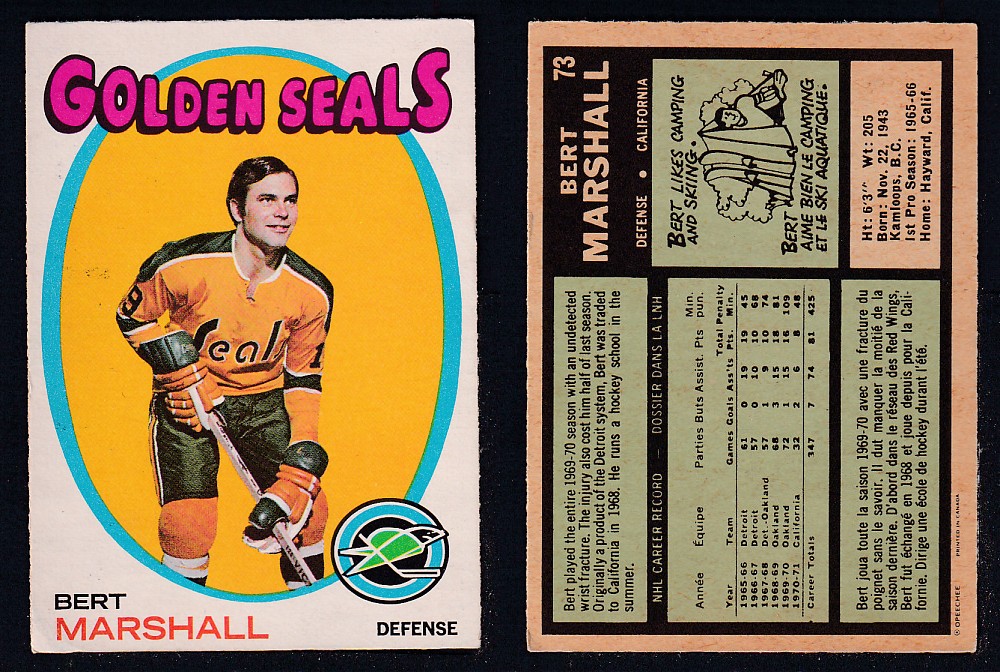 GOLDEN SEALS
19
Seal
1
BERT
MARSHALL
DEFENSE
73
BERT
MARSHALL
DEFENSE • CALIFORNIA
BERT LIKES CAMPING
AND SKIING.
BERT
AIME BIEN LE CAMPING
ET LE SKI AQUATIQUE.
Ht: 6'3" Wt: 205
Born: Nov. 22, 1943
Kamloops, B.C.
1st Pro Season: 1965-66
Home: Hayward, Calif.
Bert played the entire 1969-70 season with an undetected
wrist fracture. The injury also cost him half of last season.
Originally a product of the Detroit system, Bert was traded
to California in 1968. He runs a hockey school in the
summer.
NHL CAREER RECORD — DOSSIER DANS LA LNH
Année Équipe Parties Buts Assist. Pts Min. pun.
Year Team Games Goals Ass'ts Total Pts. Penalty Min.
1965-66 Detroit 61 0 19 19 45
1966-67 Detroit 57 0 10 10 68
1967-68 Det.-Oakland 57 1 9 10 74
1968-69 Oakland 68 3 15 18 81
1969-70 Oakland 72 1 15 16 109
1970-71 California 32 2 6 8 48
Career Totals 347 7 74 81 425
Bert joua toute la saison 1969-70 avec une fracture du
poignet sans le savoir. Il dut manquer la moitié de la
saison dernière. D'abord dans le réseau des Red Wings,
Bert fut échangé en 1968 et joue depuis pour la Cali-
fornie. Dirige une école de hockey durant l'été.
© OPEECHEE PRINTED IN CANADA